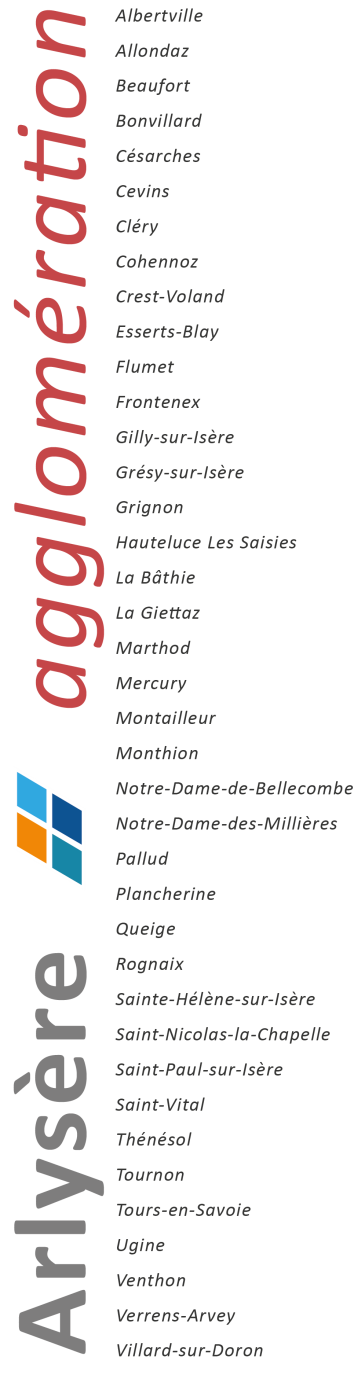 Arlysère agglomération
Albertville
Allondaz
Beaufort
Bonvillard
Césarches
Cevins
Cléry
Cohennoz
Crest-Voland
Esserts-Blay
Flumet
Frontenex
Gilly-sur-Isère
Grésy-sur-Isère
Grignon
Hauteluce Les Saisies
La Bâthie
La Giettaz
Marthod
Mercury
Montailleur
Monthion
Notre-Dame-de-Bellecombe
Notre-Dame-des-Millières
Pallud
Plancherine
Queige
Rognaix
Sainte-Hélène-sur-Isère
Saint-Nicolas-la-Chapelle
Saint-Paul-sur-Isère
Saint-Vital
Thénésol
Tournon
Tours-en-Savoie
Ugine
Venthon
Verrens-Arvey
Villard-sur-Doron